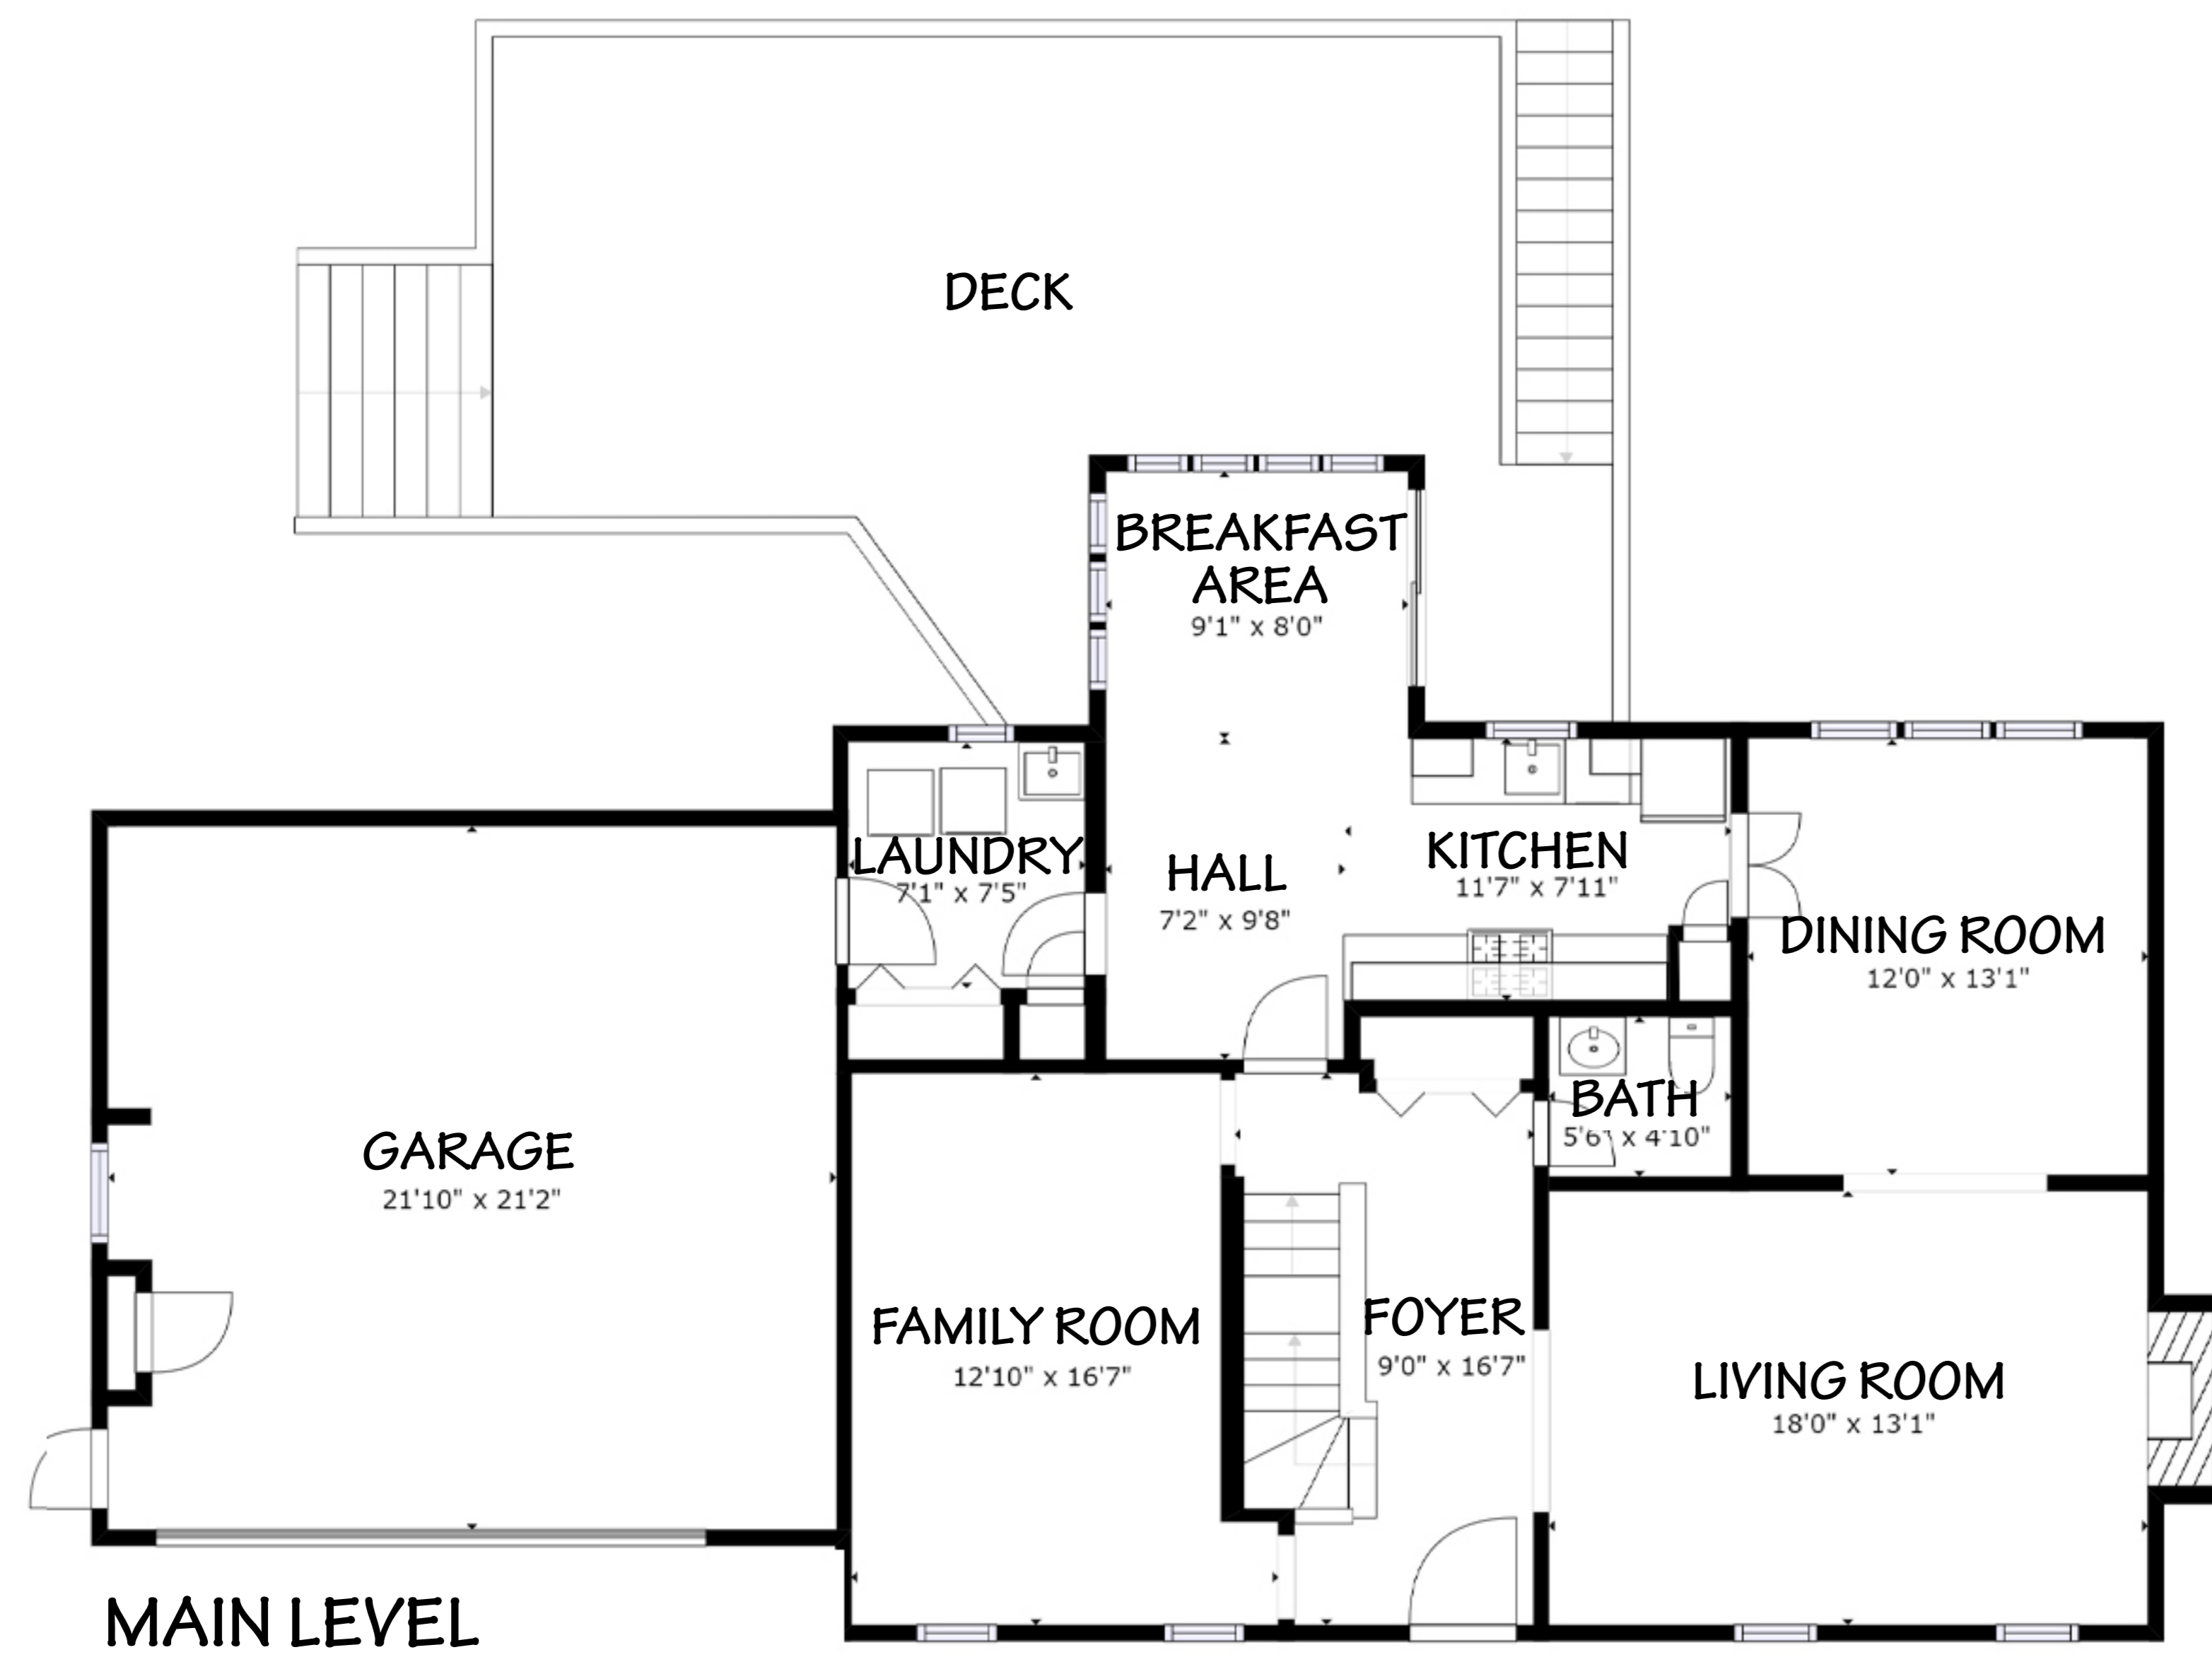 DECK
BREAKFAST
AREA
9'1" x 8'0"
LAUNDRY
7'1" x 7'5"
HALL
7'2" x 9'8"
KITCHEN
11'7" x 7'11"
DINING ROOM
12'0" x 13'1"
BATH
5'6" x 4'10"
GARAGE
21'10" x 21'2"
FAMILY ROOM
12'10" x 16'7"
FOYER
9'0" x 16'7"
LIVING ROOM
18'0" x 13'1"
MAIN LEVEL